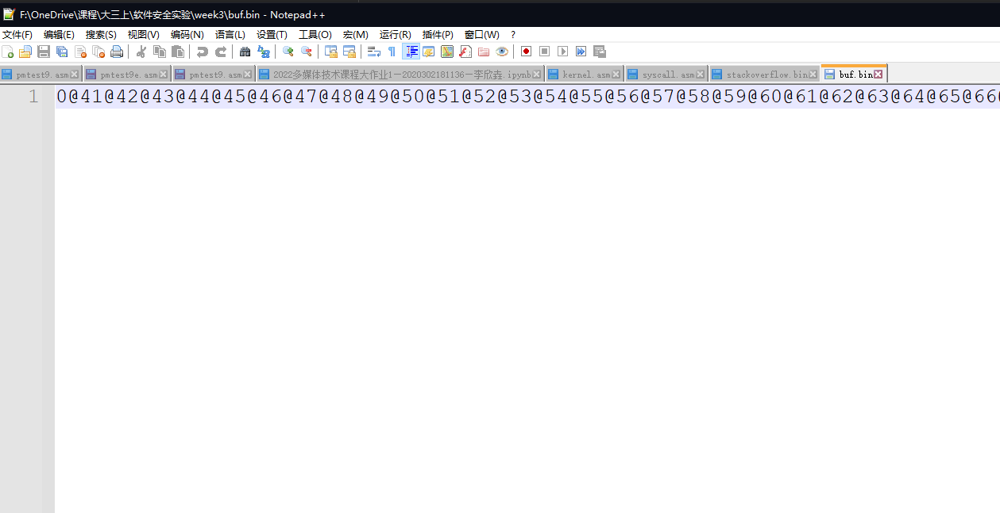 F:\OneDrive\课程\大三上\软件安全实验\week3\buf.bin - Notepad++
文件(F) 编辑(E) 搜索(S) 视图(V) 编码(N) 语言(L) 设置(T) 工具(O) 宏(M) 运行(R) 插件(P) 窗口(W) ?
pmtest9.asm pmtest9e.asm pmtest9.asm 2022多媒体技术课程大作业1—2020302181136—李欣垚.ipynb kernel.asm syscall.asm stackoverflow.bin buf.bin
1 0@41@42@43@44@45@46@47@48@49@50@51@52@53@54@55@56@57@58@59@60@61@62@63@64@65@66@